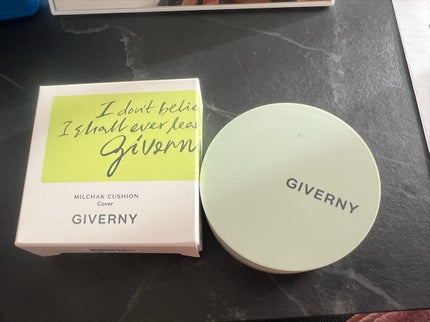 I don't belie
I shall ever leav
Givern
MILCHAK CUSHION
Cover
GIVERNY
GIVERNY